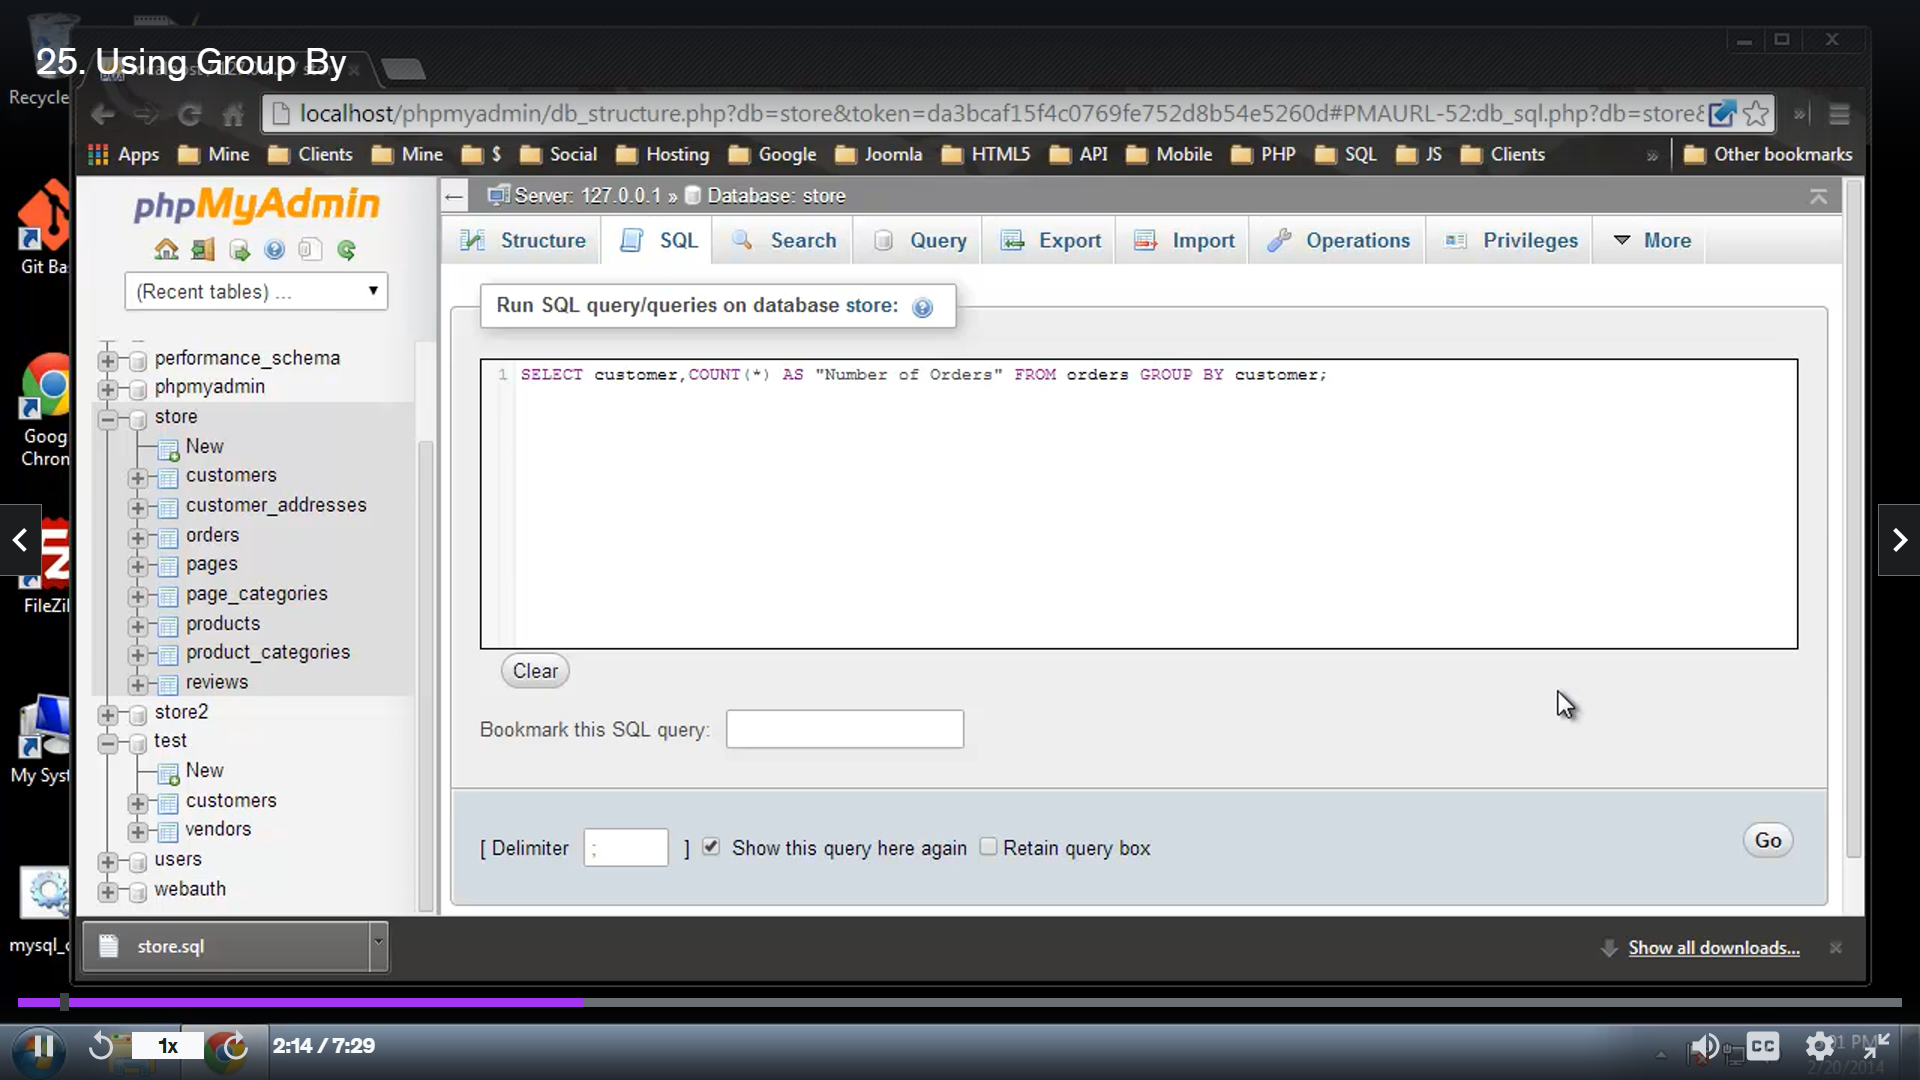 25. Using Group By
Recycle
localhost/phpmyadmin/db_structure.php?db=store&token=da3bcaf15f4c0769fe752d8b54e5260d#PMAURL-52:db_sql.php?db=store&
Apps Mine Clients Mine $ Social Hosting Google Joomla HTML5 API Mobile PHP SQL JS Clients » Other bookmarks
phpMyAdmin
Server: 127.0.0.1 » Database: store
Structure SQL Search Query Export Import Operations Privileges More
Git Ba
(Recent tables) ...
Run SQL query/queries on database store:
performance_schema
phpmyadmin
store
New
customers
customer_addresses
orders
pages
page_categories
products
product_categories
reviews
store2
test
New
customers
vendors
users
webauth
1 SELECT customer,COUNT(*) AS "Number of Orders" FROM orders GROUP BY customer;
Goog
Chron
FileZil
My Syst
mysql_c
Clear
Bookmark this SQL query:
[ Delimiter ; ] Show this query here again Retain query box
Go
store.sql
Show all downloads...
1x
2:14 / 7:29
CC
2/20/2014